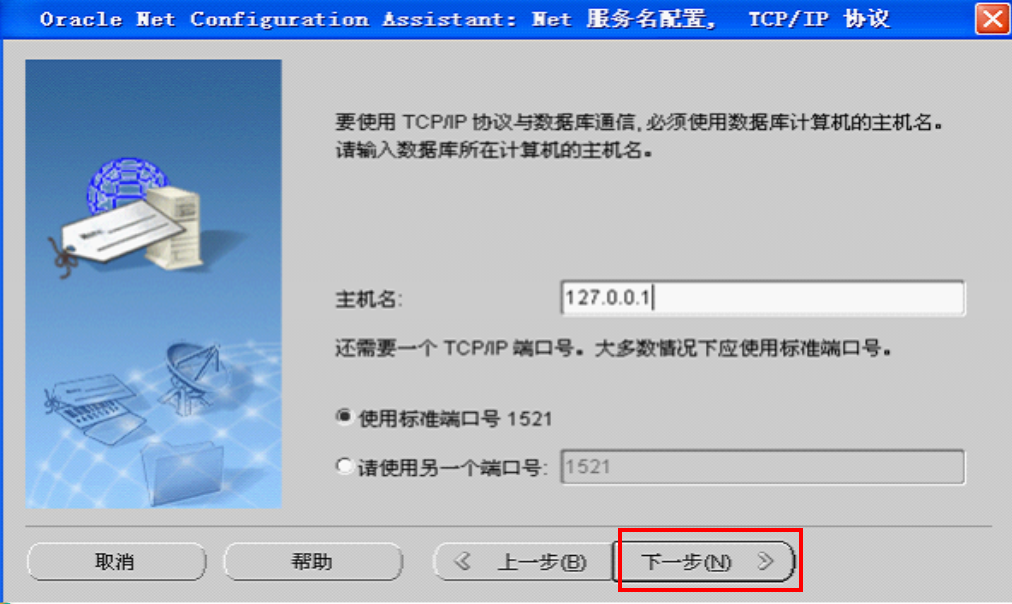 Oracle Net Configuration Assistant: Net 服务名配置, TCP/IP 协议
要使用 TCP/IP 协议与数据库通信,必须使用数据库计算机的主机名。
请输入数据库所在计算机的主机名。
主机名: 127.0.0.1
还需要一个 TCP/IP 端口号。大多数情况下应使用标准端口号。
使用标准端口号 1521
请使用另一个端口号: 1521
取消 帮助 上一步(B) 下一步(N)